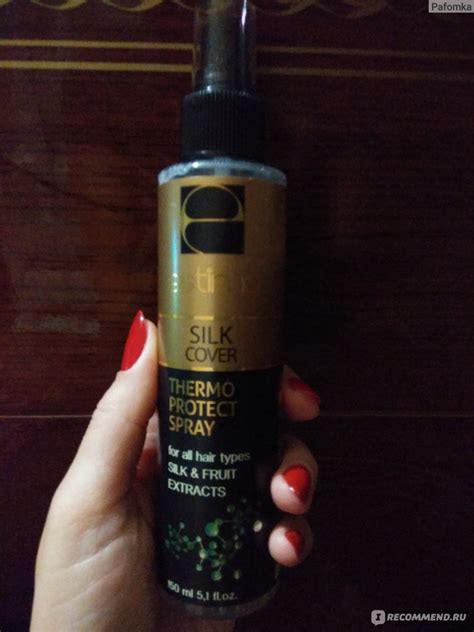 Pafomka
SILK
COVER
THERMO
PROTECT
SPRAY
for all hair types
SILK & FRUIT
EXTRACTS
150 ml 5,1 fl.oz.
IRECOMMEND.RU